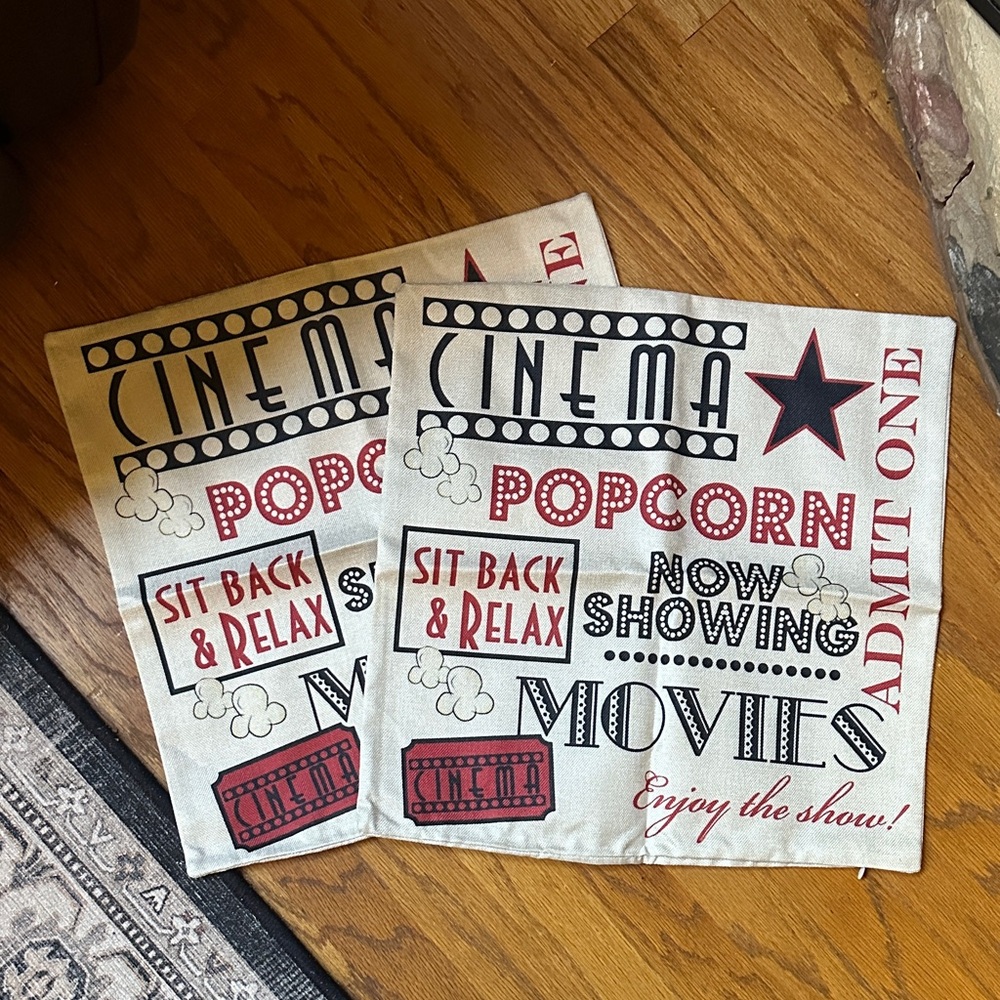 CINEMA
POPCORN
ADMIT ONE
SIT BACK
& RELAX
NOW
SHOWING
MOVIES
CINEMA
Enjoy the show!
CINEMA
POPC
NE
SIT BACK
& RELAX
M
CINEMA